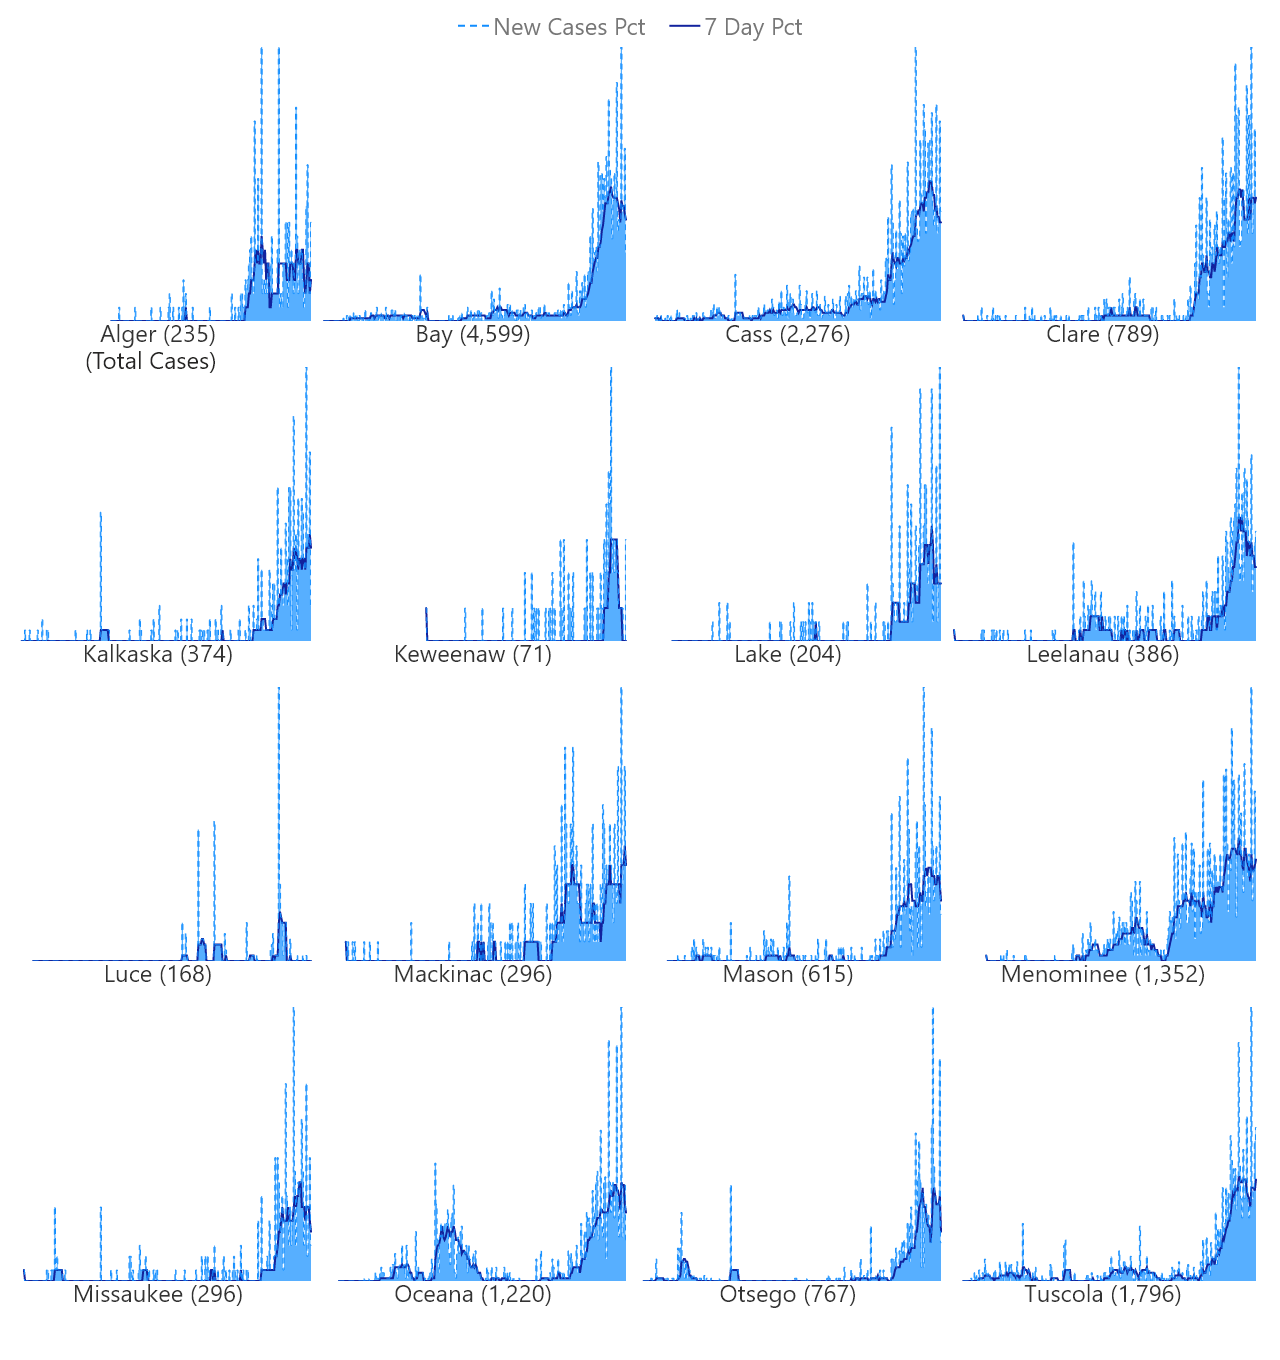 New Cases Pct 7 Day Pct
Alger (235)
(Total Cases)
Bay (4,599)
Cass (2,276)
Clare (789)
Kalkaska (374)
Keweenaw (71)
Lake (204)
Leelanau (386)
Luce (168)
Mackinac (296)
Mason (615)
Menominee (1,352)
Missaukee (296)
Oceana (1,220)
Otsego (767)
Tuscola (1,796)